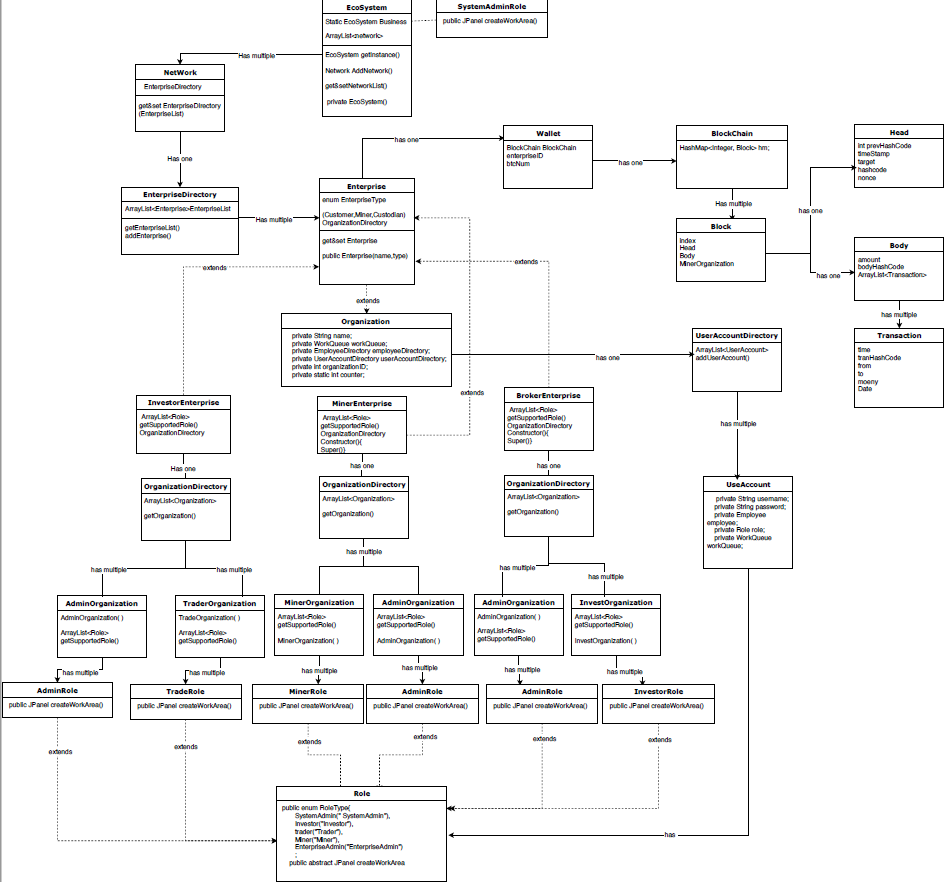 EcoSystem
Static EcoSystem Business
ArrayList<network>
EcoSystem getInstance()
Network AddNetwork()
get&setNetworkList()
private EcoSystem()
SystemAdminRole
public JPanel createWorkArea()
Has multiple
NetWork
EnterpriseDirectory
get&set EnterpriseDirectory
(EnterpriseList)
Has one
EnterpriseDirectory
ArrayList<Enterprise>EnterpriseList
getEnterpriseList()
addEnterprise()
Has multiple
Enterprise
enum EnterpriseType
(Customer,Miner,Custodian)
OrganizationDirectory
get&set Enterprise
public Enterprise(name,type)
has one
Wallet
BlockChain BlockChain
enterpriseID
btcNum
has one
BlockChain
HashMap<Integer, Block> hm;
Has multiple
Block
Index
Head
Body
MinerOrganization
has one
has one
Head
int prevHashCode
timeStamp
target
hashcode
nonce
Body
amount
bodyHashCode
ArrayList<Transaction>
has multiple
Transaction
time
tranHashCode
from
to
moeny
Date
extends
extends
extends
extends
Organization
private String name;
private WorkQueue workQueue;
private EmployeeDirectory employeeDirectory;
private UserAccountDirectory userAccountDirectory;
private int organizationID;
private static int counter;
has one
UserAccountDirectory
ArrayList<UserAccount>
addUserAccount()
has multiple
UseAccount
private String username;
private String password;
private Employee
employee;
private Role role;
private WorkQueue
workQueue;
has
InvestorEnterprise
ArrayList<Role>
getSupportedRole()
OrganizationDirectory
MinerEnterprise
ArrayList<Role>
getSupportedRole()
OrganizationDirectory
Constructor(){
Super()}
BrokerEnterprise
ArrayList<Role>
getSupportedRole()
OrganizationDirectory
Constructor(){
Super()}
Has one
has one
has one
OrganizationDirectory
ArrayList<Organization>
getOrganization()
OrganizationDirectory
ArrayList<Organization>
getOrganization()
OrganizationDirectory
ArrayList<Organization>
getOrganization()
has multiple
has multiple
has multiple
has multiple
has multiple
AdminOrganization
AdminOrganization( )
ArrayList<Role>
getSupportedRole()
TraderOrganization
TradeOrganization( )
ArrayList<Role>
getSupportedRole()
MinerOrganization
ArrayList<Role>
getSupportedRole()
MinerOrganization( )
AdminOrganization
ArrayList<Role>
getSupportedRole()
AdminOrganization( )
AdminOrganization
AdminOrganization( )
ArrayList<Role>
getSupportedRole()
InvestOrganization
ArrayList<Role>
getSupportedRole()
InvestOrganization( )
has multiple
has multiple
has multiple
has multiple
has multiple
has multiple
AdminRole
public JPanel createWorkArea()
TradeRole
public JPanel createWorkArea()
MinerRole
public JPanel createWorkArea()
AdminRole
public JPanel createWorkArea()
AdminRole
public JPanel createWorkArea()
InvestorRole
public JPanel createWorkArea()
extends
extends
extends
extends
extends
extends
Role
public enum RoleType{
SystemAdmin(" SystemAdmin"),
Investor("Investor"),
trader("Trader"),
Miner("Miner"),
EnterpriseAdmin("EnterpriseAdmin")
;
public abstract JPanel createWorkArea